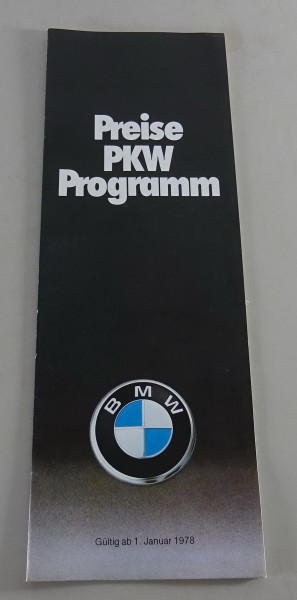 Preise
PKW
Programm
BMW
Gültig ab 1. Januar 1978